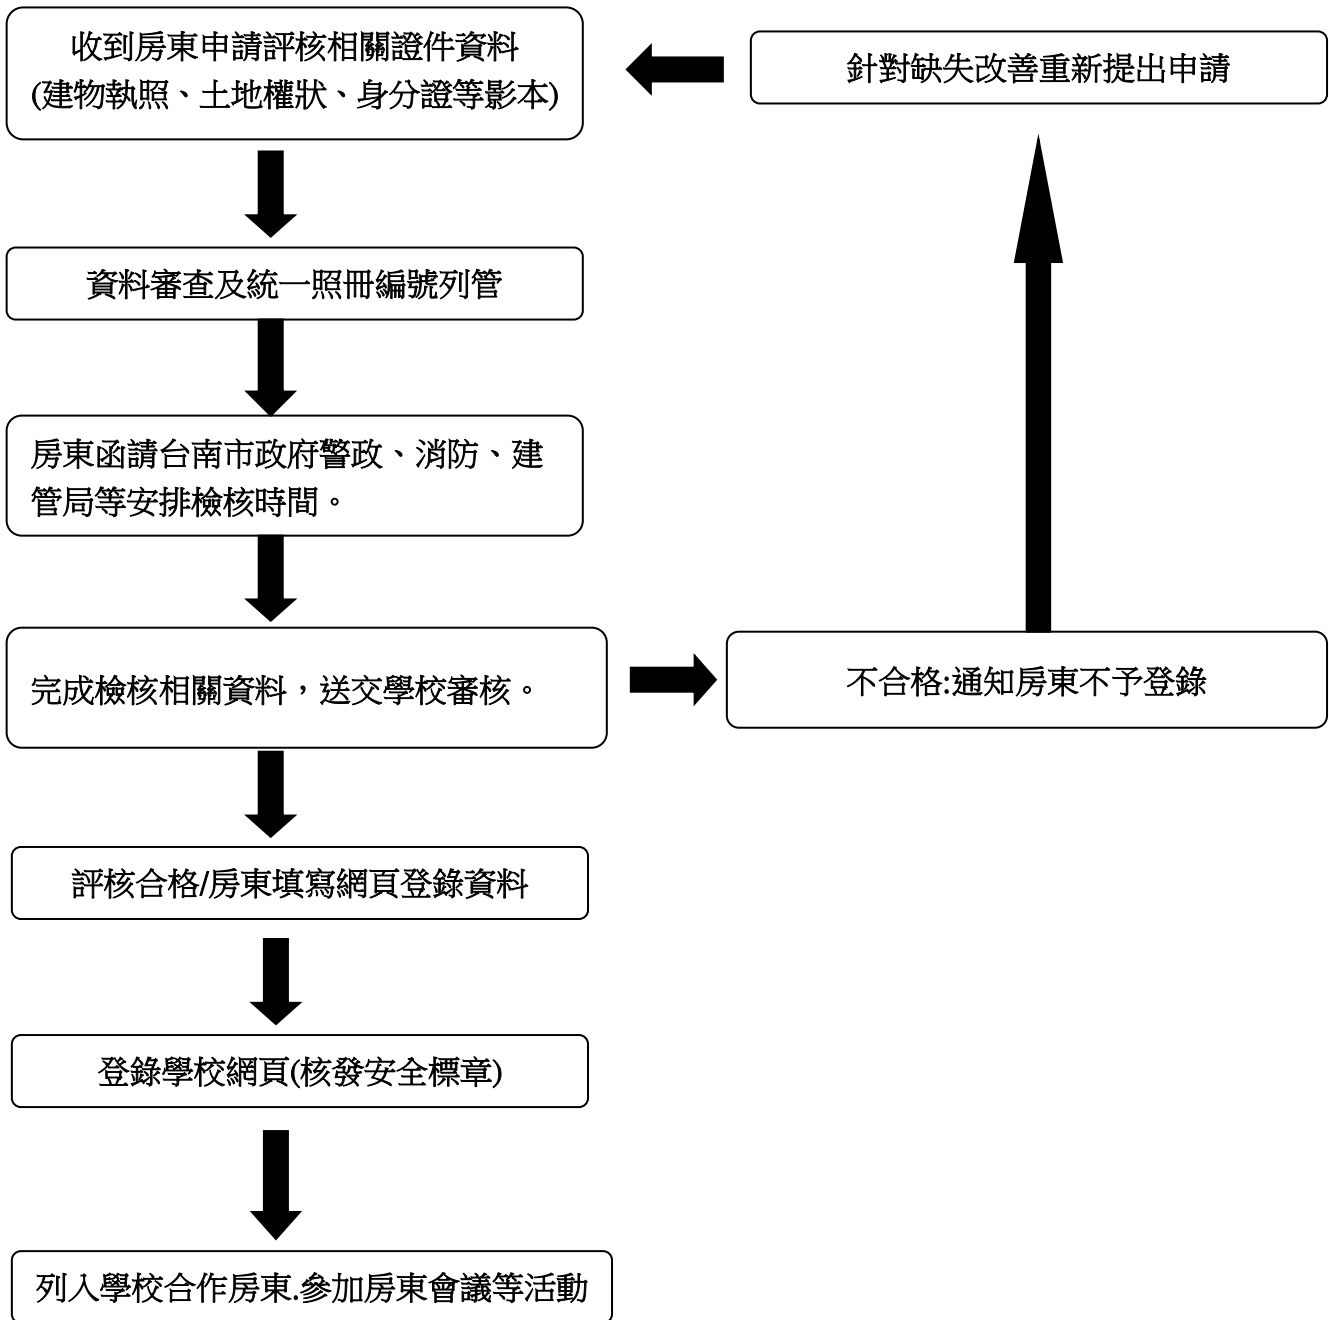 收到房東申請評核相關證件資料
(建物執照、土地權狀、身分證等影本)
針對缺失改善重新提出申請
資料審查及統一照冊編號列管
房東函請台南市政府警政、消防、建
管局等安排檢核時間。
完成檢核相關資料，送交學校審核。
不合格:通知房東不予登錄
評核合格/房東填寫網頁登錄資料
登錄學校網頁(核發安全標章)
列入學校合作房東.參加房東會議等活動